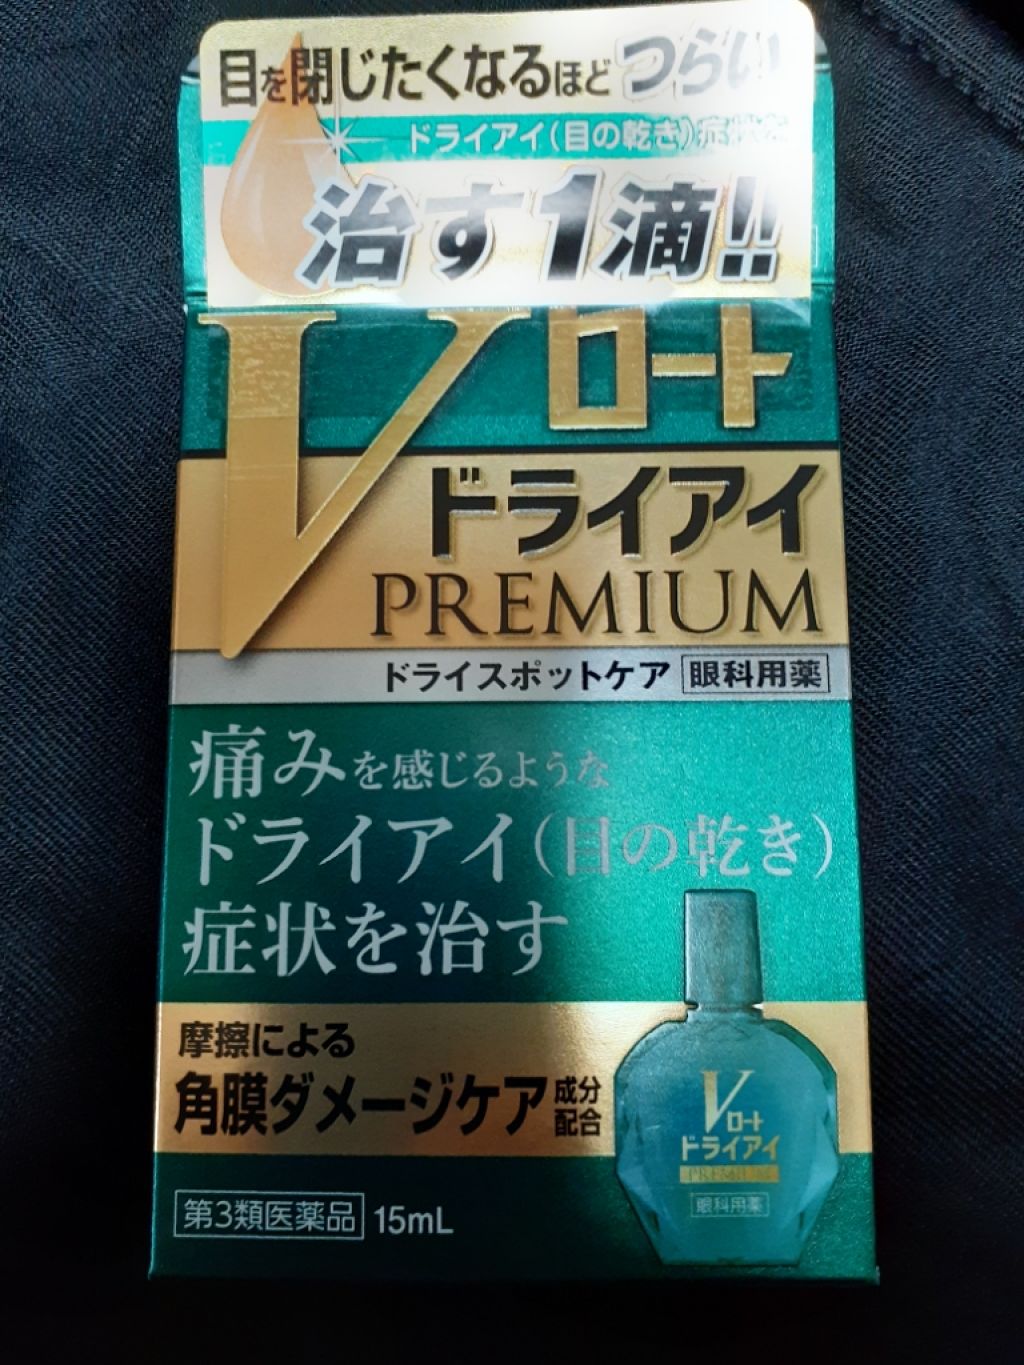 目を閉じたくなるほどつらい
ドライアイ（目の乾き）症状を
治す1滴!!
Vロート
ドライアイ
PREMIUM
ドライスポットケア 眼科用薬
痛みを感じるような
ドライアイ（目の乾き）
症状を治す
摩擦による
角膜ダメージケア成分配合
Vロート
ドライアイ
PREMIUM
眼科用薬
第3類医薬品 15mL